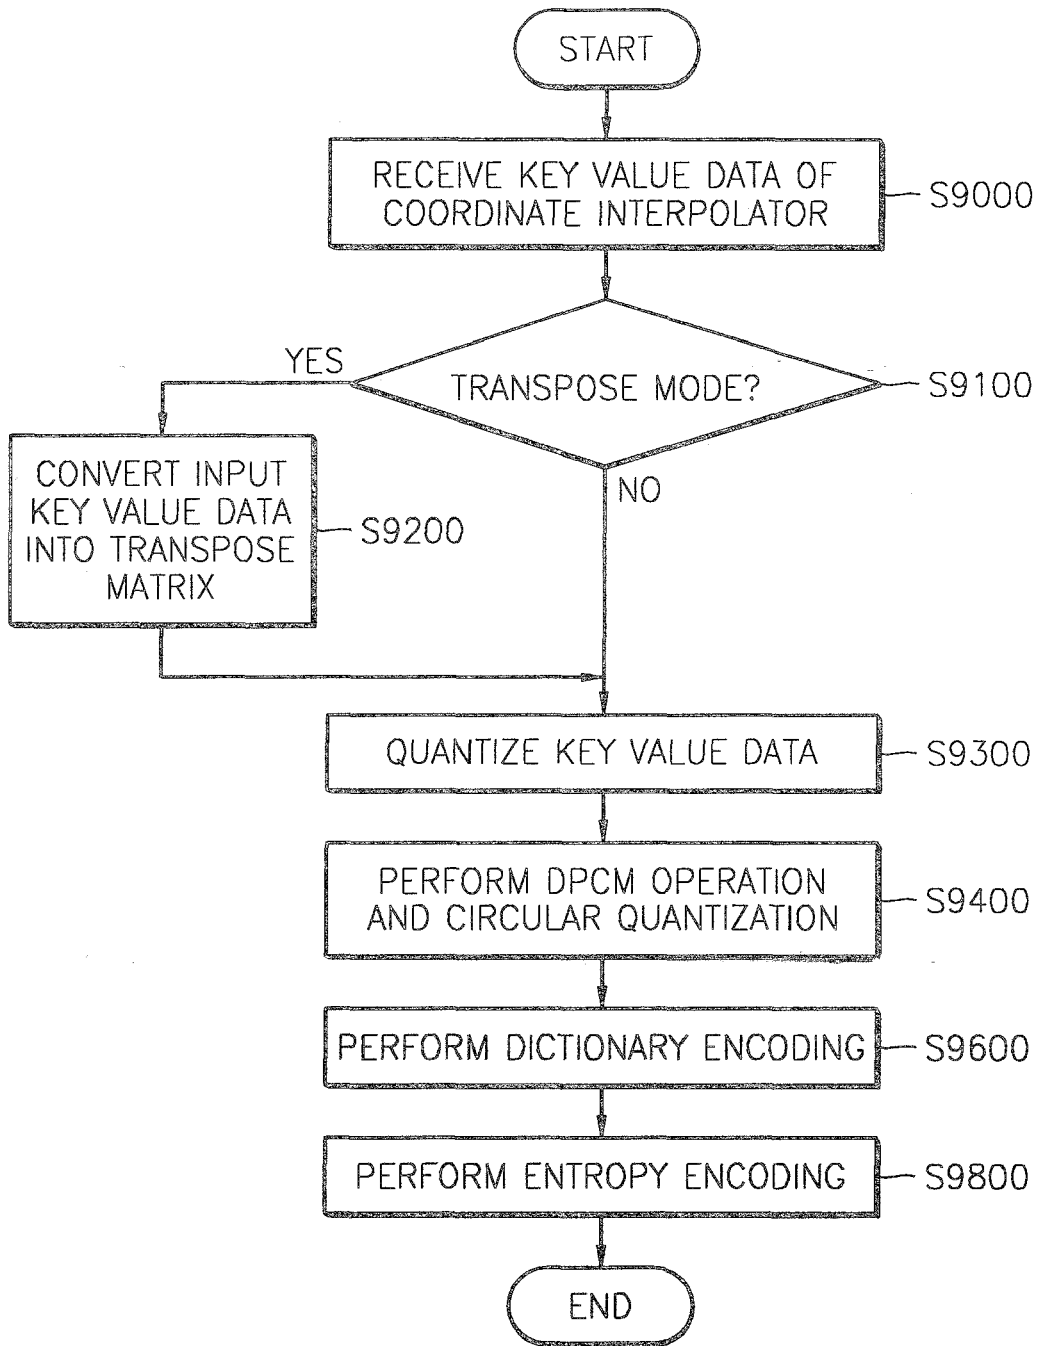 START
RECEIVE KEY VALUE DATA OF
COORDINATE INTERPOLATOR
S9000
YES
TRANSPOSE MODE?
S9100
CONVERT INPUT
KEY VALUE DATA
INTO TRANSPOSE
MATRIX
S9200
NO
QUANTIZE KEY VALUE DATA
S9300
PERFORM DPCM OPERATION
AND CIRCULAR QUANTIZATION
S9400
PERFORM DICTIONARY ENCODING
S9600
PERFORM ENTROPY ENCODING
S9800
END